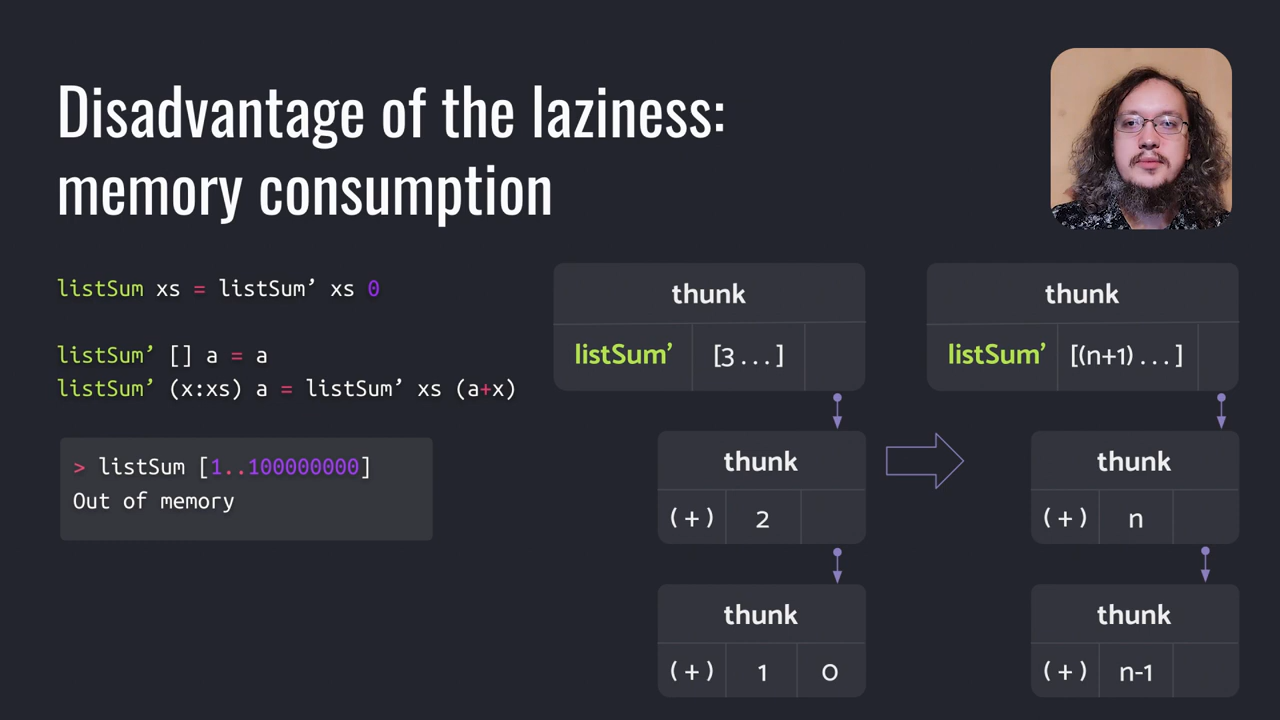 Disadvantage of the laziness:
memory consumption
listSum xs = listSum’ xs 0
listSum’ [] a = a
listSum’ (x:xs) a = listSum’ xs (a+x)
> listSum [1..100000000]
Out of memory
thunk
listSum’ [3...]
thunk
(+) 2
thunk
(+) 1 0
thunk
listSum’ [(n+1)...]
thunk
(+) n
thunk
(+) n-1